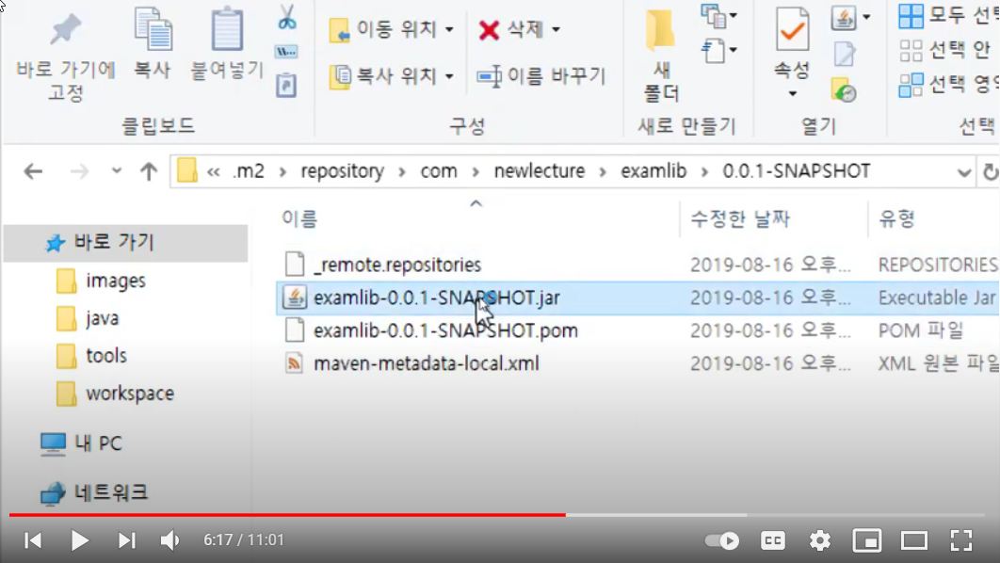 바로 가기에
고정
복사
붙여넣기
W...
이동 위치
복사 위치
삭제
이름 바꾸기
새
폴더
속성
모두 선택
선택 안
선택 영역
클립보드
구성
새로 만들기
열기
선택
« .m2 > repository > com > newlecture > examlib > 0.0.1-SNAPSHOT
이름 수정한 날짜 유형
바로 가기
images
java
tools
workspace
내 PC
네트워크
_remote.repositories 2019-08-16 오후... REPOSITORIES
examlib-0.0.1-SNAPSHOT.jar 2019-08-16 오후... Executable Jar
examlib-0.0.1-SNAPSHOT.pom 2019-08-16 오후... POM 파일
maven-metadata-local.xml 2019-08-16 오후... XML 원본 파일
6:17 / 11:01
CC